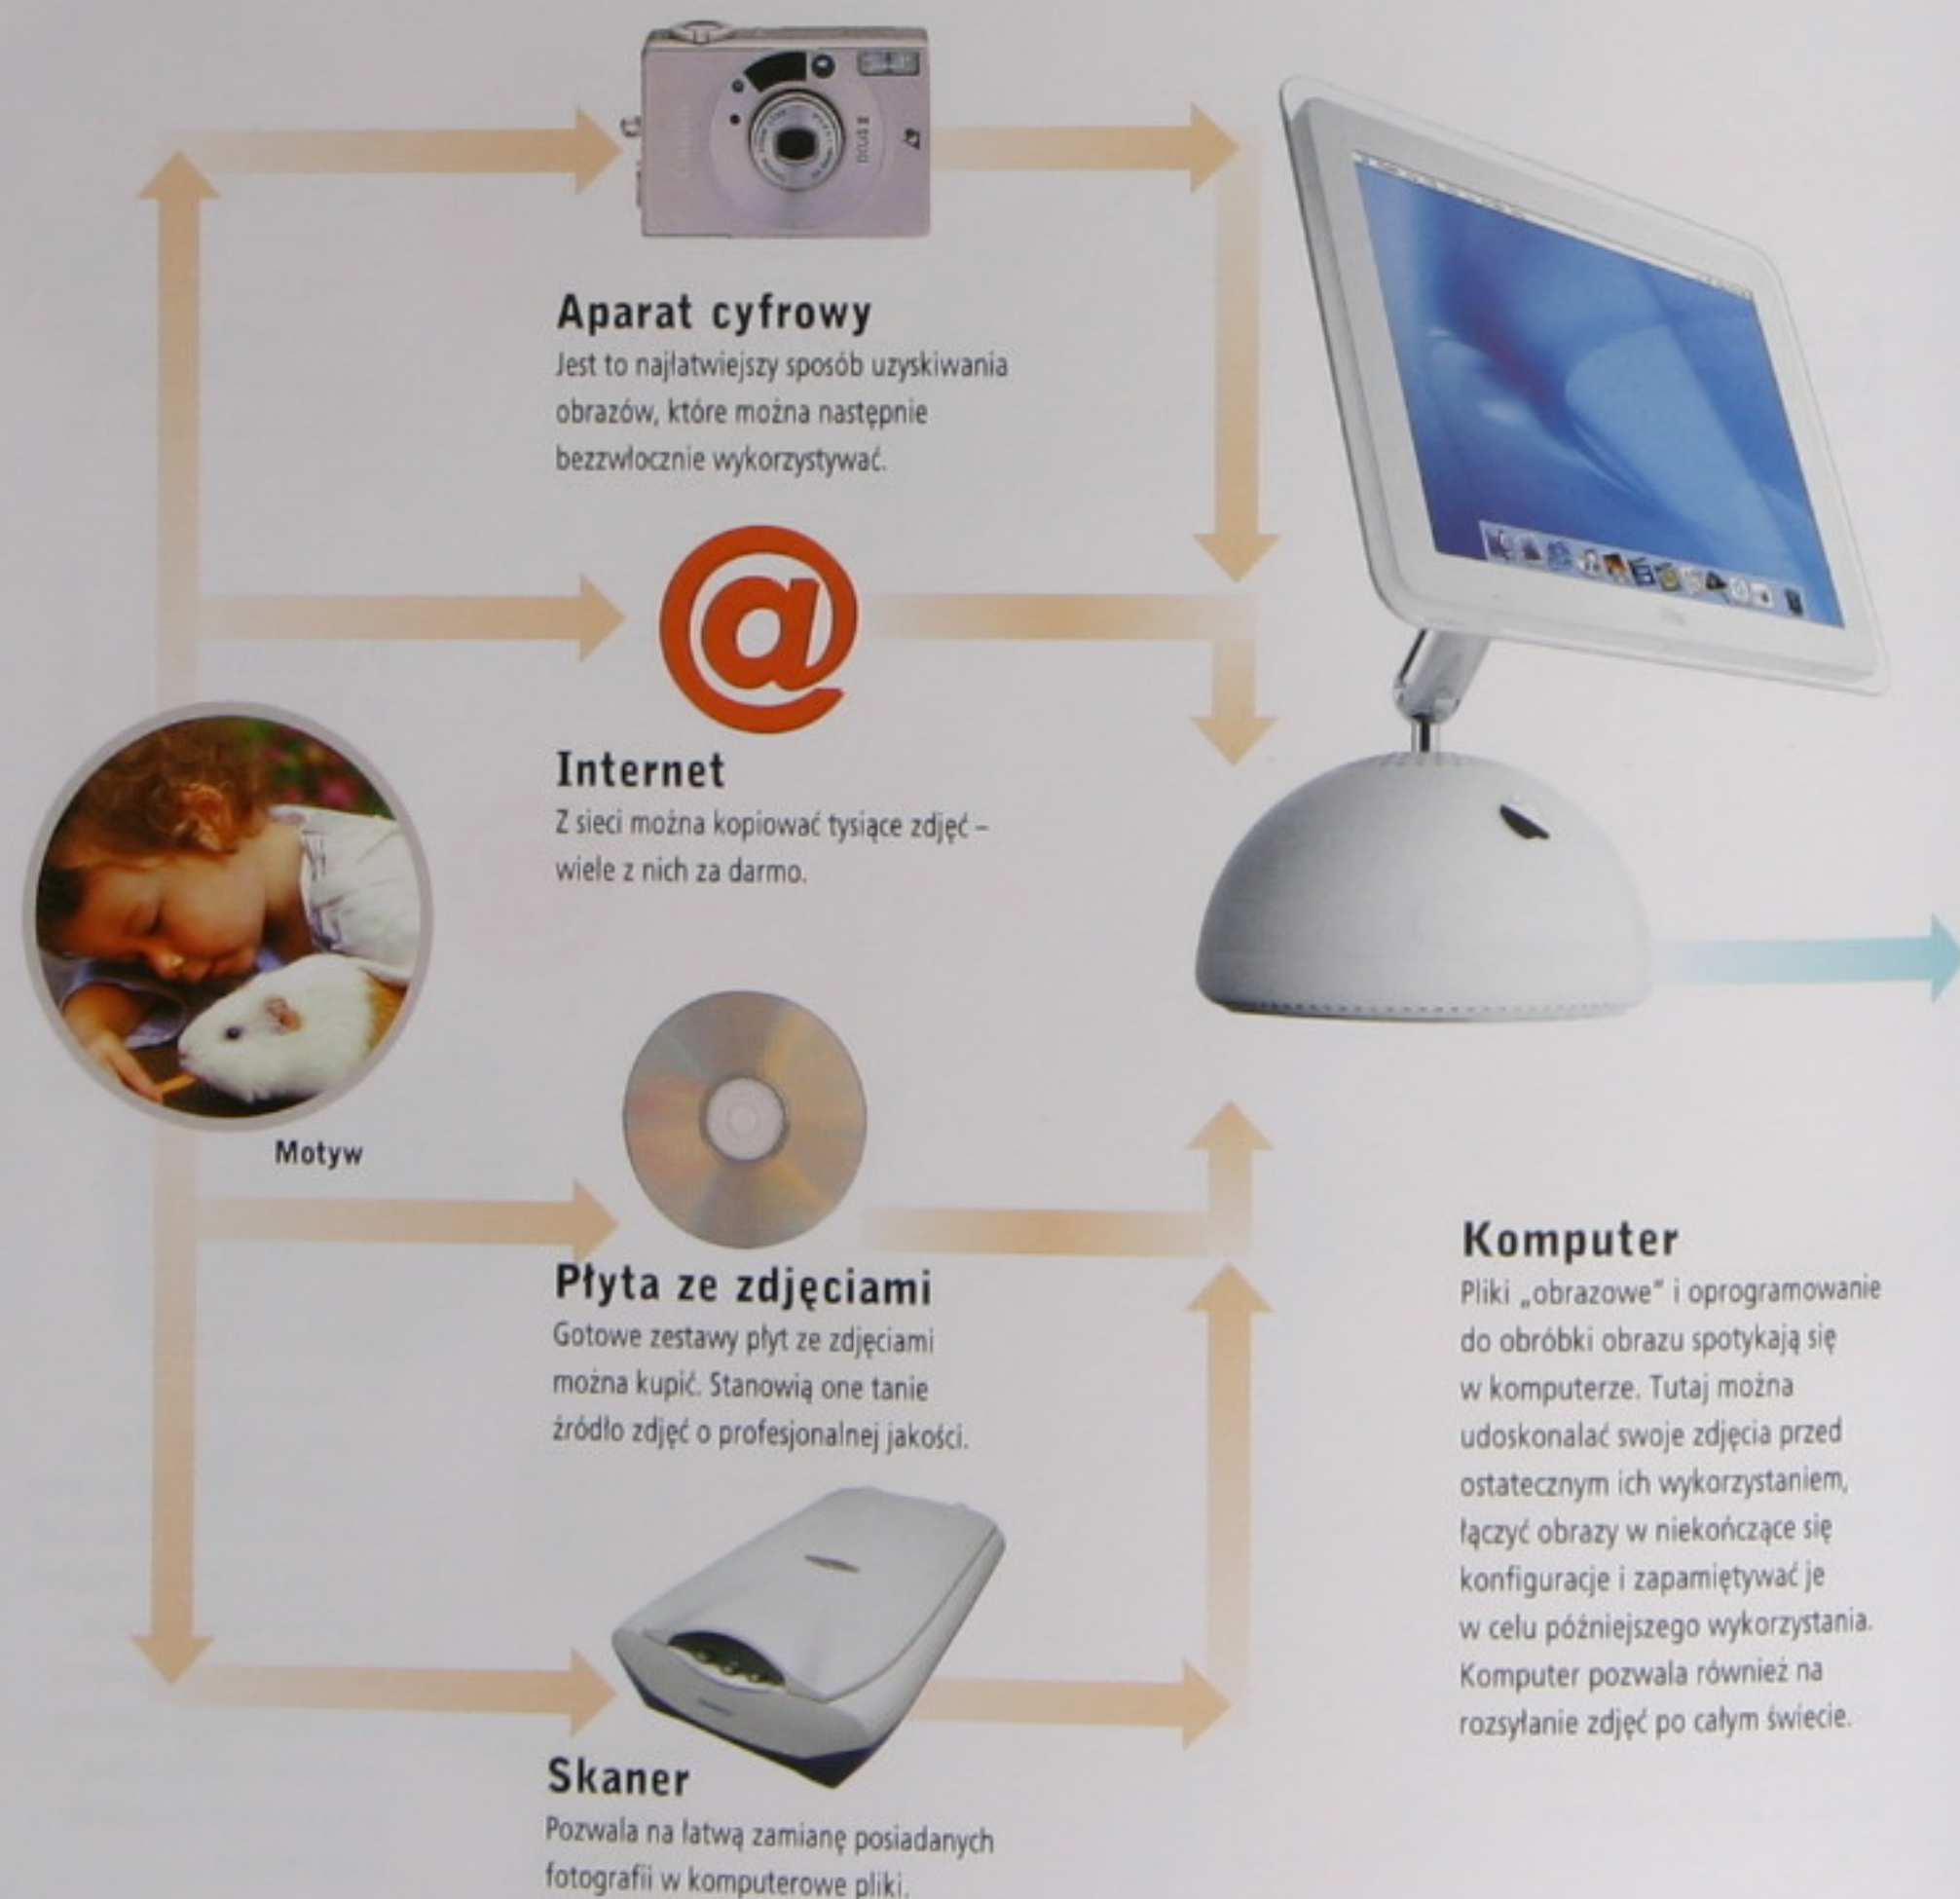 IXUS II
Aparat cyfrowy
Jest to najłatwiejszy sposób uzyskiwania
obrazów, które można następnie
bezzwłocznie wykorzystywać.
@
Internet
Z sieci można kopiować tysiące zdjęć –
wiele z nich za darmo.
Motyw
Płyta ze zdjęciami
Gotowe zestawy płyt ze zdjęciami
można kupić. Stanowią one tanie
źródło zdjęć o profesjonalnej jakości.
Skaner
Pozwala na łatwą zamianę posiadanych
fotografii w komputerowe pliki.
Komputer
Pliki „obrazowe” i oprogramowanie
do obróbki obrazu spotykają się
w komputerze. Tutaj można
udoskonalać swoje zdjęcia przed
ostatecznym ich wykorzystaniem,
łączyć obrazy w niekończące się
konfiguracje i zapamiętywać je
w celu późniejszego wykorzystania.
Komputer pozwala również na
rozsyłanie zdjęć po całym świecie.